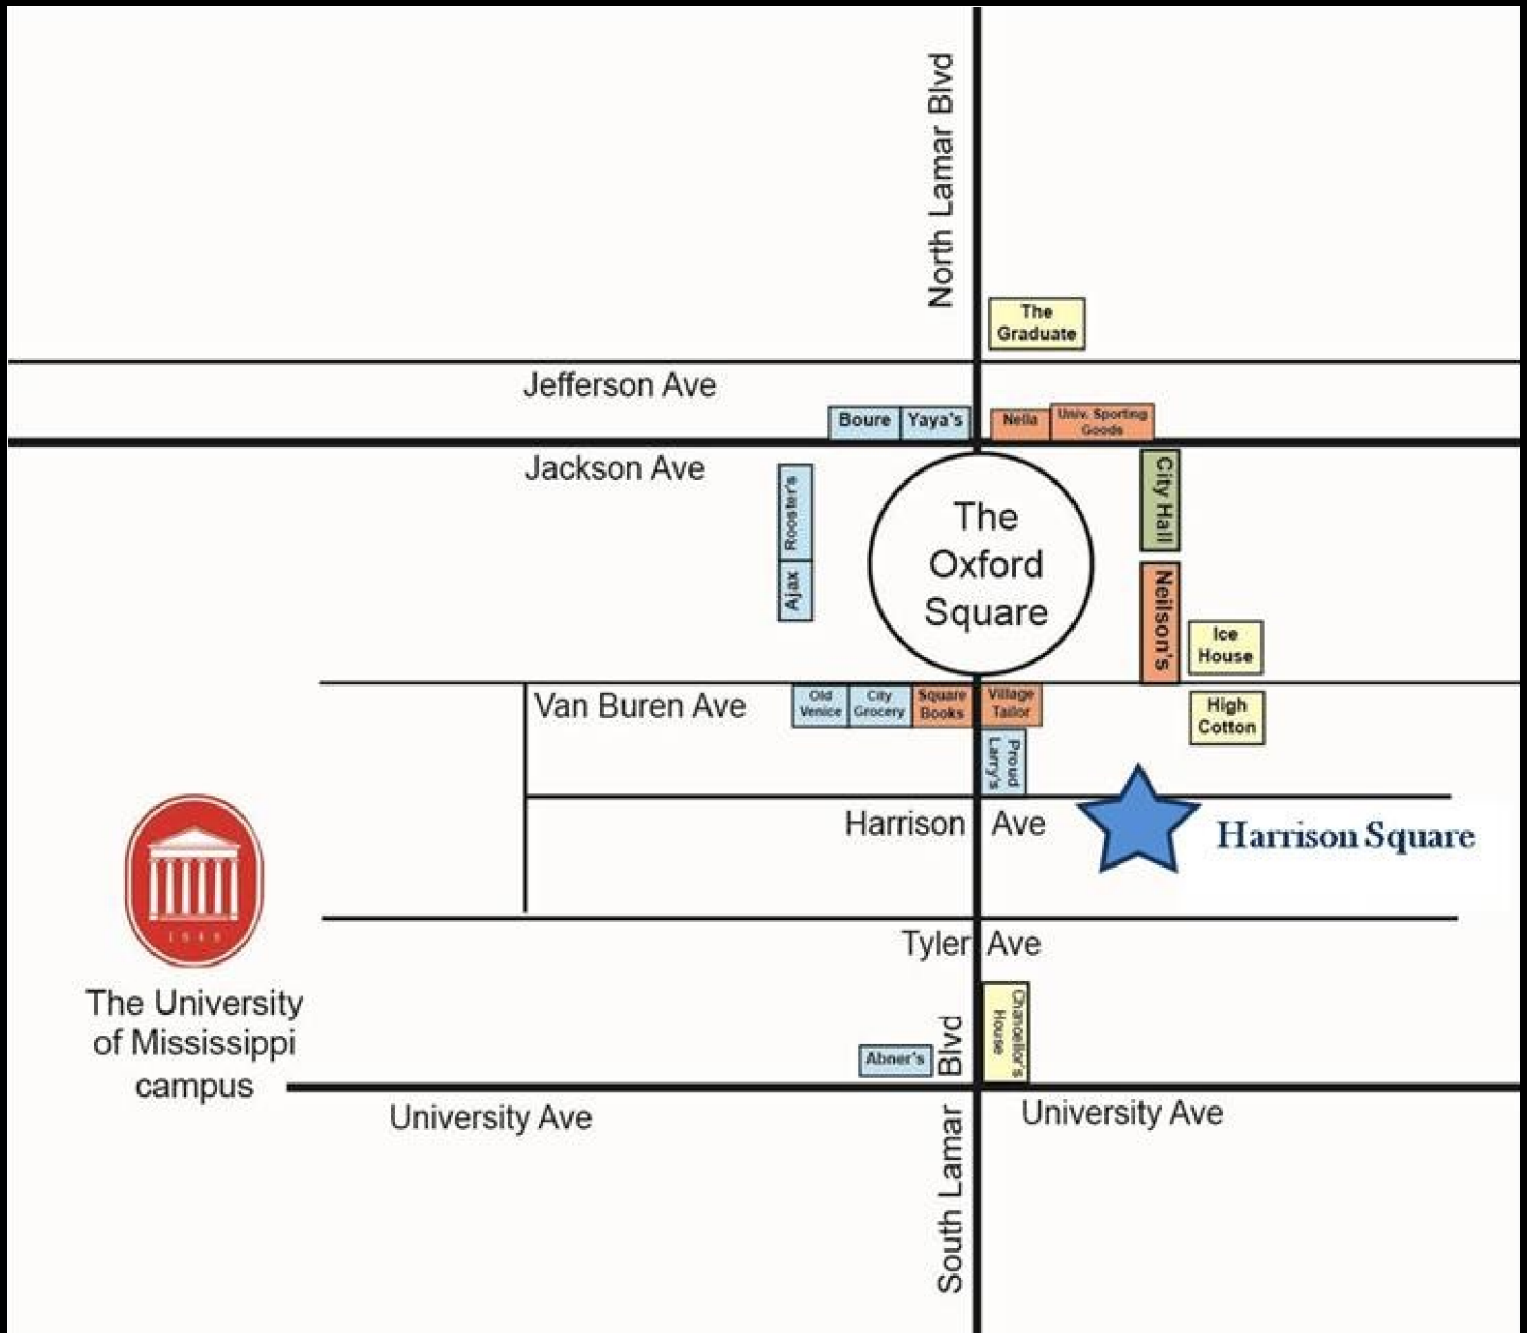 North Lamar Blvd
The
Graduate
Jefferson Ave
Boure
Yaya's
Nella
Univ. Sporting
Goods
Jackson Ave
Rooster's
Ajax
The
Oxford
Square
City Hall
Neilson's
Ice
House
Van Buren Ave
Old
Venice
City
Grocery
Square
Books
Village
Tailor
High
Cotton
Proud
Larry's
Harrison Ave
Harrison Square
1848
Tyler Ave
The University
of Mississippi
campus
Abner's
Chancellor's
House
University Ave
University Ave
South Lamar Blvd